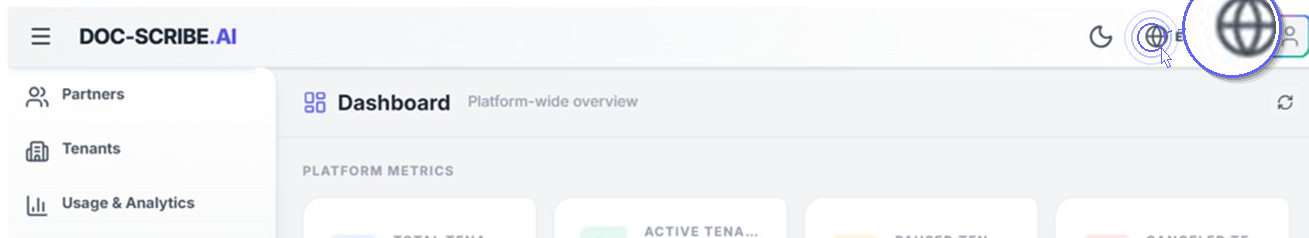 DOC-SCRIBE.AI
Partners
Dashboard Platform-wide overview
Tenants
PLATFORM METRICS
Usage & Analytics
ACTIVE TENA...